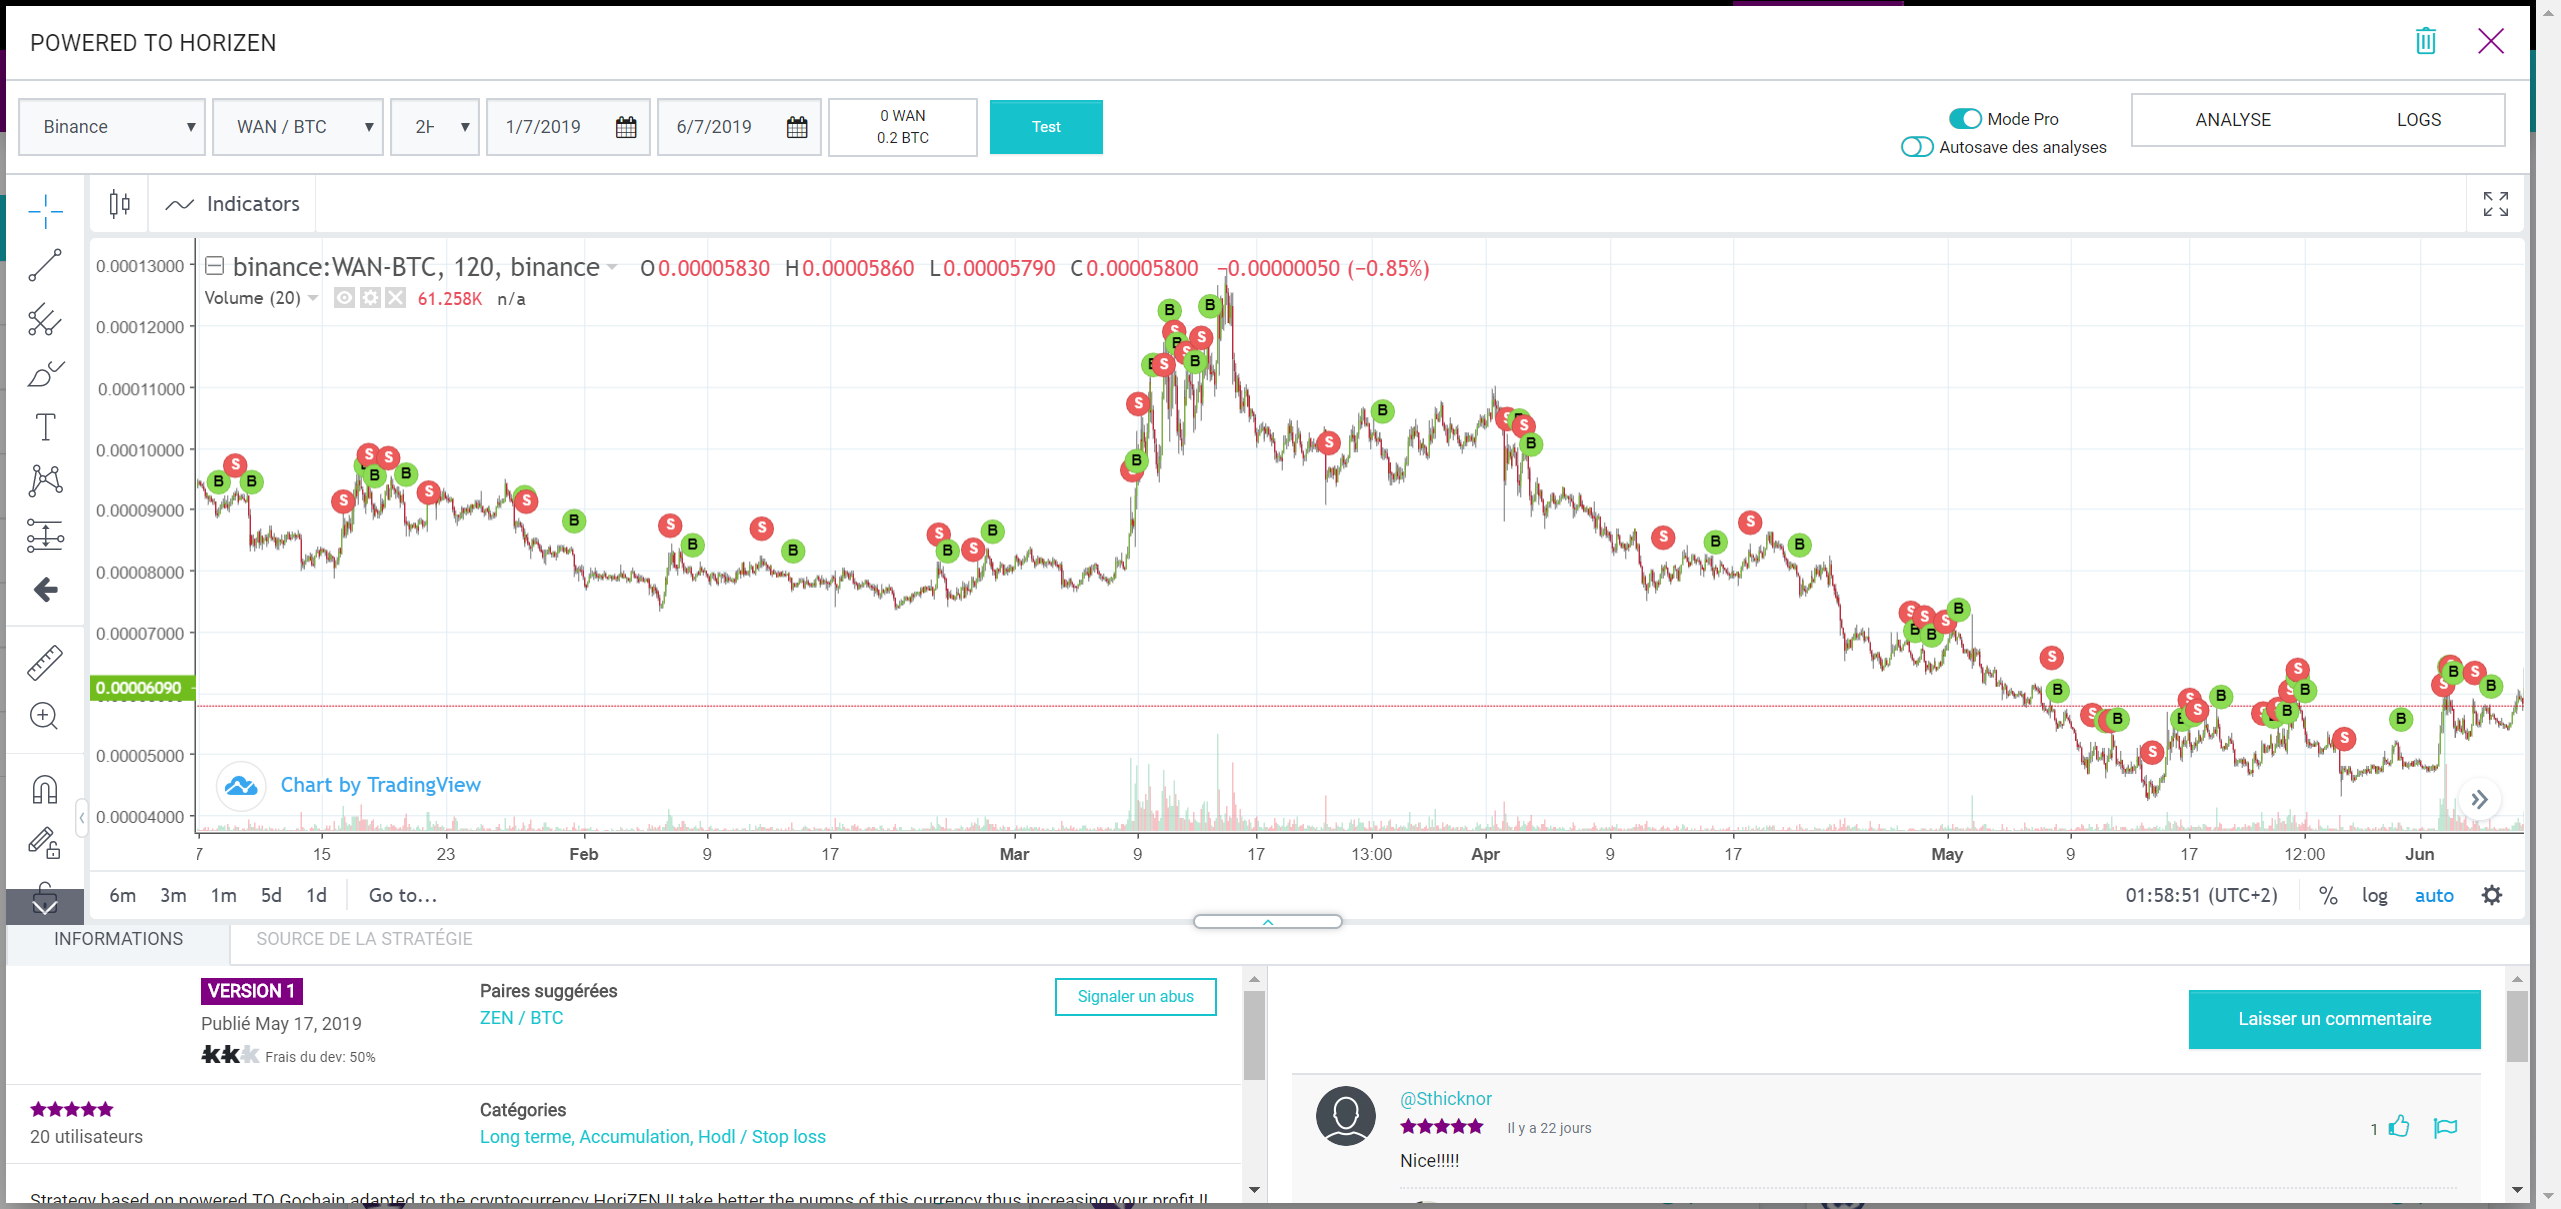 POWERED TO HORIZEN
Binance
WAN / BTC
2H
1/7/2019
6/7/2019
0 WAN
0.2 BTC
Test
Mode Pro
Autosave des analyses
ANALYSE
LOGS
Indicators
binance:WAN-BTC, 120, binance
O0.00005830 H0.00005860 L0.00005790 C0.00005800 −0.00000050 (−0.85%)
Volume (20) 61.258K n/a
0.00013000
0.00012000
0.00011000
0.00010000
0.00009000
0.00008000
0.00007000
0.00006090
0.00005000
0.00004000
Chart by TradingView
7 15 23 Feb 9 17 Mar 9 17 13:00 Apr 9 17 May 9 17 12:00 Jun
6m 3m 1m 5d 1d Go to...
01:58:51 (UTC+2) % log auto
INFORMATIONS
SOURCE DE LA STRATÉGIE
VERSION 1
Publié May 17, 2019
Frais du dev: 50%
Paires suggérées
ZEN / BTC
Signaler un abus
20 utilisateurs
Catégories
Long terme, Accumulation, Hodl / Stop loss
Strategy based on powered TO Gochain adapted to the cryptocurrency HoriZEN !! take better the pumps of this currency thus increasing your profit !!
Laisser un commentaire
@Sthicknor
Il y a 22 jours
1
Nice!!!!!